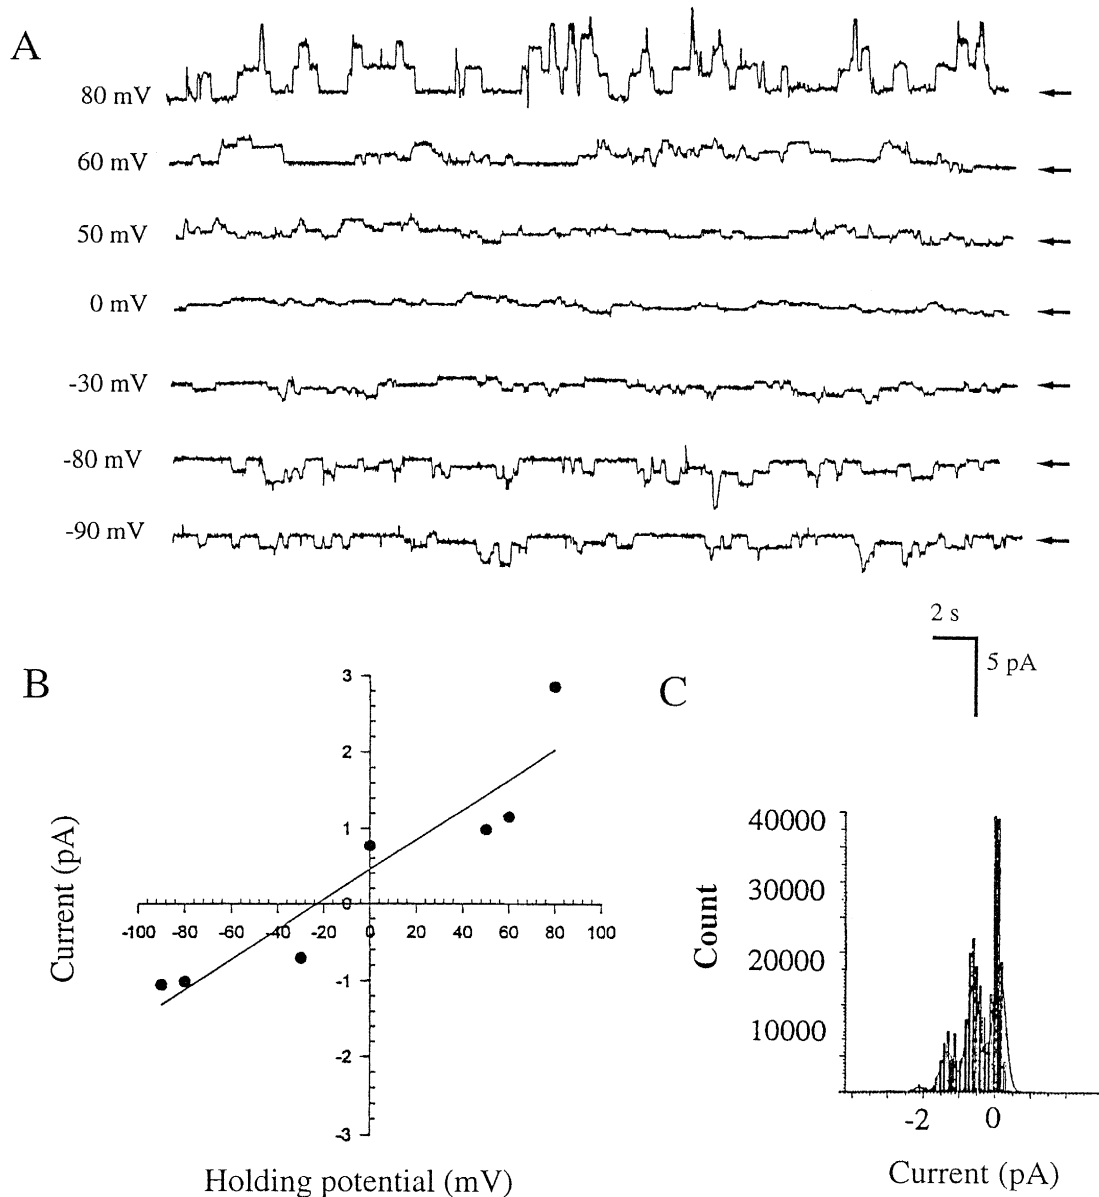 A
80 mV
60 mV
50 mV
0 mV
-30 mV
-80 mV
-90 mV
2 s
5 pA
B
3
2
1
0
-1
-2
-3
-100 -80 -60 -40 -20 0 20 40 60 80 100
Current (pA)
Holding potential (mV)
C
40000
30000
20000
10000
Count
-2 0
Current (pA)